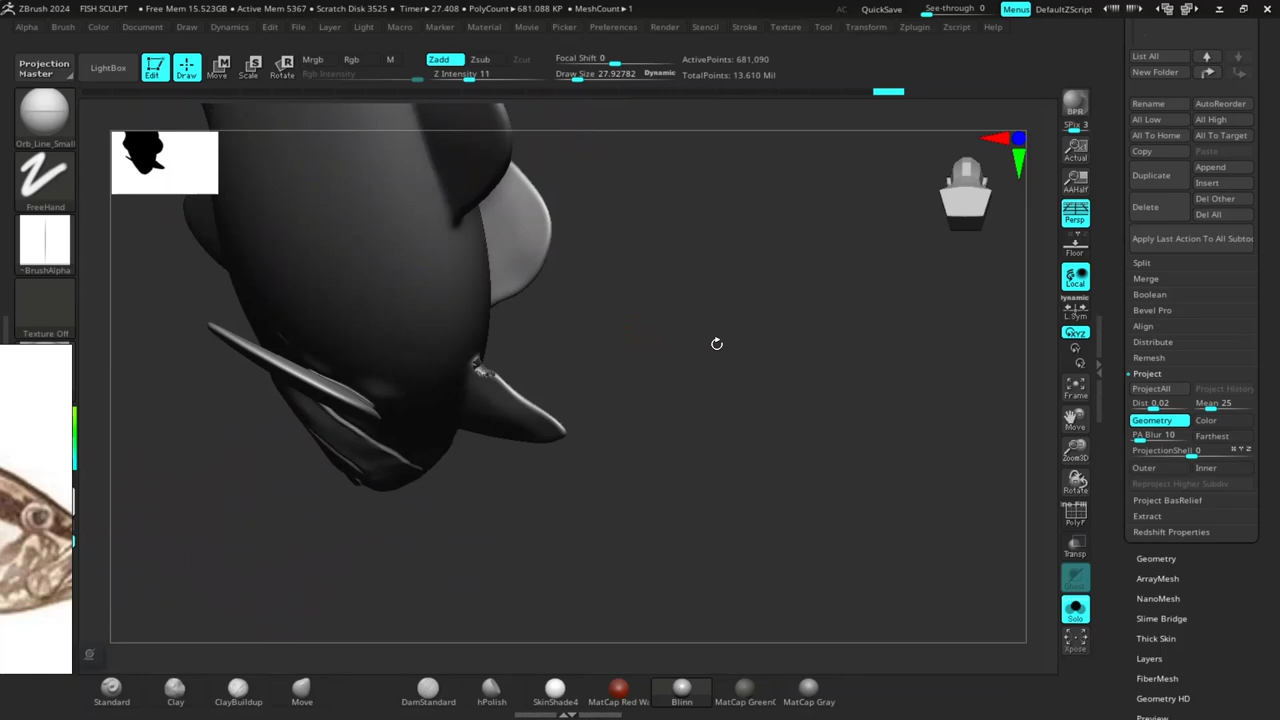 ZBrush 2024 FISH SCULPT • Free Mem 15.523GB • Active Mem 5367 • Scratch Disk 3525 • Timer▸27.408 • PolyCount▸681.088 KP • MeshCount▸1
AC QuickSave See-through 0 Menus DefaultZScript
Alpha Brush Color Document Draw Dynamics Edit File Layer Light Macro Marker Material Movie Picker Preferences Render Stencil Stroke Texture Tool Transform Zplugin Zscript Help
Projection Master
LightBox
Edit
Draw
Move
Scale
Rotate
Mrgb Rgb M
Rgb Intensity
Zadd Zsub Zcut
Z Intensity 11
Focal Shift 0
Draw Size 27.92782 Dynamic
ActivePoints: 681,090
TotalPoints: 13.610 Mil
Orb_Line_Small
FreeHand
~BrushAlpha
Texture Off
BPR
SPix 3
Actual
AAHalf
Persp
Floor
Local
Dynamic
L.Sym
XYZ
Frame
Move
Zoom3D
Rotate
PolyF
Transp
Ghost
Solo
Xpose
List All
New Folder
Rename AutoReorder
All Low All High
All To Home All To Target
Copy Paste
Duplicate Append
Insert
Delete Del Other
Del All
Apply Last Action To All Subtoo
Split
Merge
Boolean
Bevel Pro
Align
Distribute
Remesh
Project
ProjectAll Project History
Dist 0.02 Mean 25
Geometry Color
PA Blur 10 Farthest
ProjectionShell 0 X Y Z
Outer Inner
Reproject Higher Subdiv
Project BasRelief
Extract
Redshift Properties
Geometry
ArrayMesh
NanoMesh
Slime Bridge
Thick Skin
Layers
FiberMesh
Geometry HD
Preview
Standard Clay ClayBuildup Move DamStandard hPolish SkinShade4 MatCap Red Wa Blinn MatCap GreenC MatCap Gray